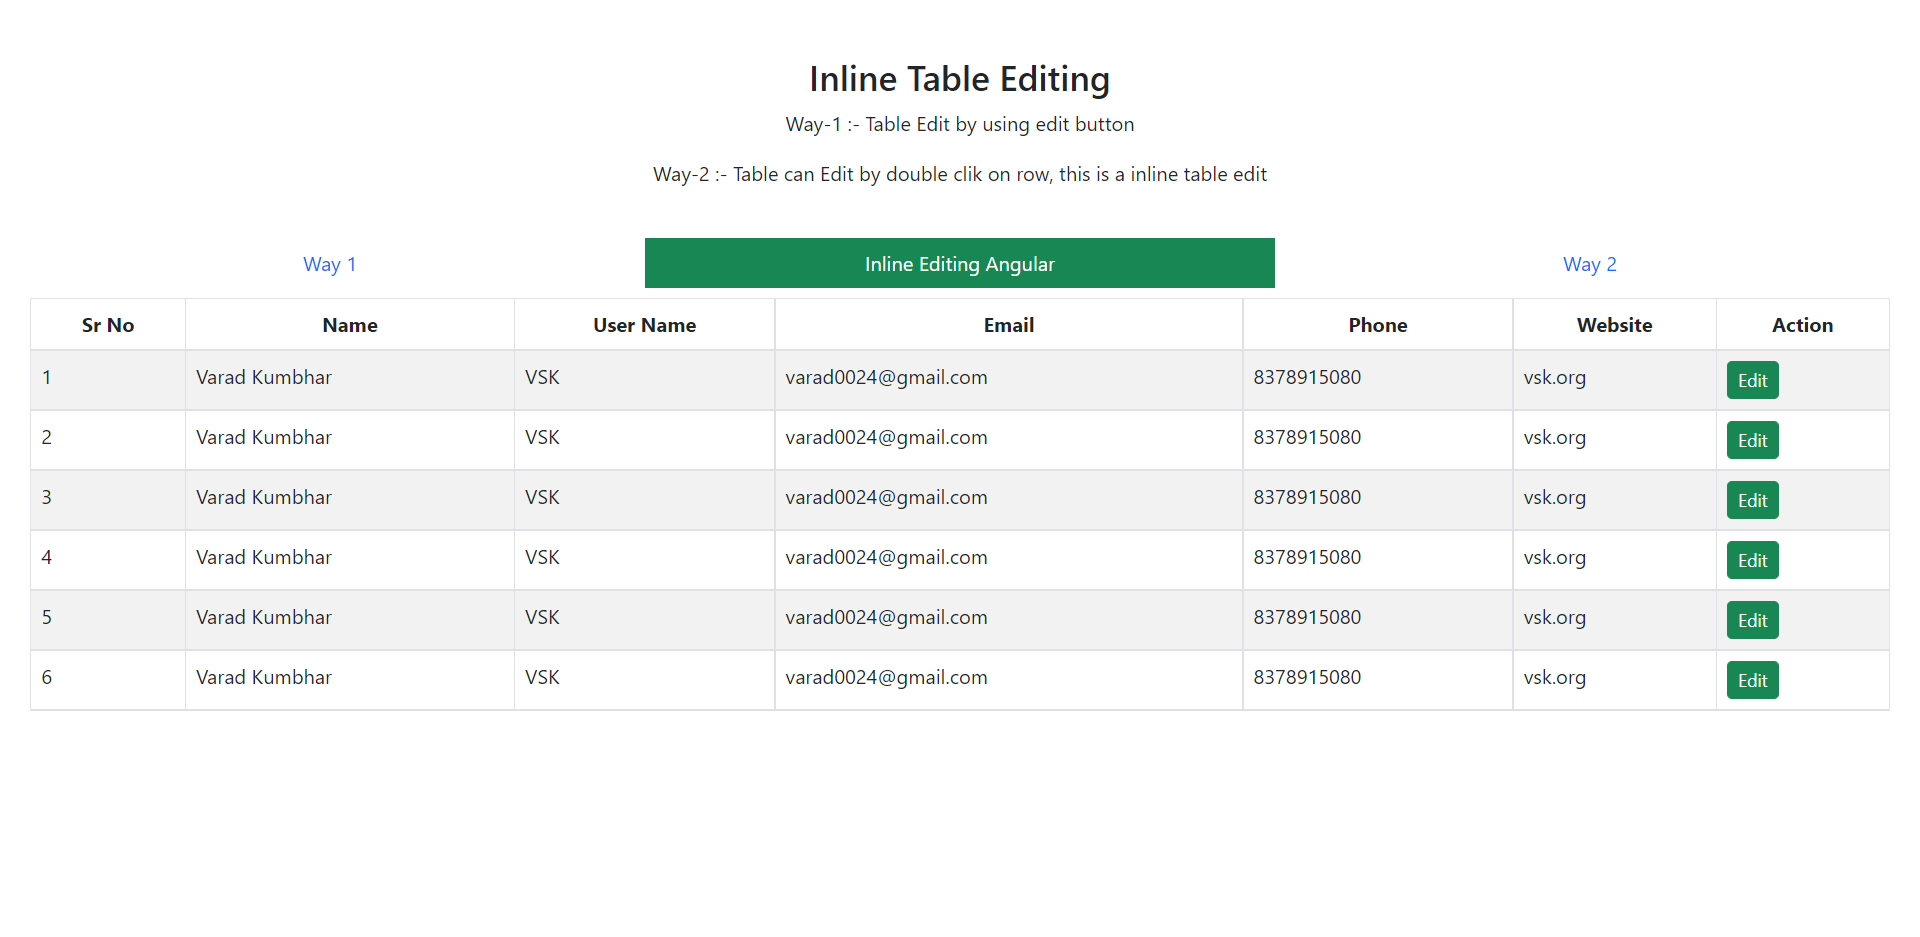 Inline Table Editing
Way-1 :- Table Edit by using edit button
Way-2 :- Table can Edit by double clik on row, this is a inline table edit
Way 1 Inline Editing Angular Way 2
Sr No Name User Name Email Phone Website Action
1 Varad Kumbhar VSK varad0024@gmail.com 8378915080 vsk.org Edit
2 Varad Kumbhar VSK varad0024@gmail.com 8378915080 vsk.org Edit
3 Varad Kumbhar VSK varad0024@gmail.com 8378915080 vsk.org Edit
4 Varad Kumbhar VSK varad0024@gmail.com 8378915080 vsk.org Edit
5 Varad Kumbhar VSK varad0024@gmail.com 8378915080 vsk.org Edit
6 Varad Kumbhar VSK varad0024@gmail.com 8378915080 vsk.org Edit